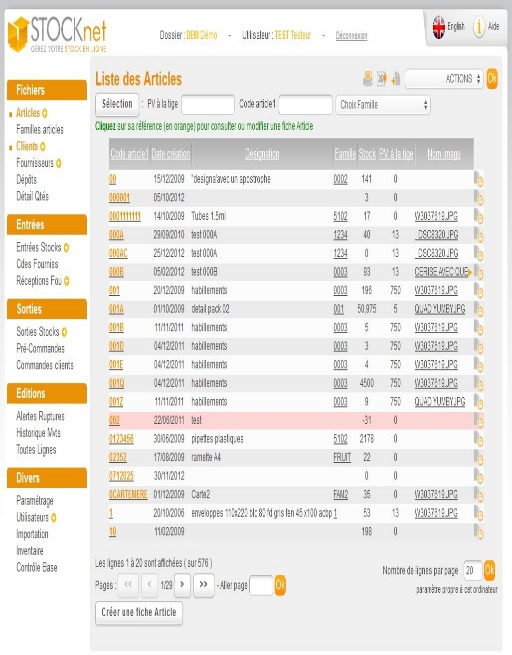 STOCKnet
GÉREZ VOTRE STOCK EN LIGNE
Dossier : DEM Démo - Utilisateur : TEST Testeur - Déconnexion
English Aide
Fichiers
Articles
Familles articles
Clients
Fournisseurs
Dépôts
Détail Qtés
Entrées
Entrées Stocks
Cdes Fourniss
Réceptions Fou
Sorties
Sorties Stocks
Pré-Commandes
Commandes clients
Editions
Alertes Ruptures
Historique Mvts
Toutes Lignes
Divers
Paramétrage
Utilisateurs
Importation
Inventaire
Contrôle Base
Liste des Articles
ACTIONS Ok
Sélection : PV à la tige Code article1 Choix Famille
Cliquez sur sa référence (en orange) pour consulter ou modifier une fiche Article
Code article1 Date création Désignation Famille Stock PV à la tige Nom image
00 15/12/2009 "designa'avec un apostrophe 0002 141 0
000001 05/10/2012 3 0
0001111111 14/10/2009 Tubes 1.5ml 5102 17 0 W3037619.JPG
000A 29/09/2010 test 000A 1234 40 13 _DSC8320.JPG
000AC 25/12/2012 test 000A 1234 0 13 _DSC8320.JPG
000B 05/02/2012 test 000B 0003 93 13 CERISE AVEC QUE
001 20/12/2009 habillements 0003 196 750 W3037619.JPG
001A 01/10/2009 detail pack 02 001 50,975 5 QUAD YUMBY.JPG
001B 11/11/2011 habillements 0003 5 750 W3037619.JPG
001D 04/12/2011 habillements 0003 3 750 W3037619.JPG
001E 04/12/2011 habillements 0003 4 750 W3037619.JPG
001Q 04/12/2011 habillements 0003 4500 750 W3037619.JPG
001Z 11/11/2011 habillements 0003 9 750 QUAD YUMBY.JPG
002 22/06/2011 test -31 0
0123456 30/06/2009 pipettes plastiques 5102 2178 0
02352 17/08/2009 ramette A4 FRUIT 22 0
0712025 30/11/2012 0 0
0CARTEMERE 01/12/2009 Carte2 FAM2 35 0 W3037619.JPG
1 20/10/2006 enveloppes 110x220 blc 80 fd gris fen 45 x100 acbp 1 53 13 W3037619.JPG
10 11/02/2009 198 0
Les lignes 1 à 20 sont affichées ( sur 576 )
Nombre de lignes par page 20 Ok
Pages : << < 1/29 > >> - Aller page Ok
paramètre propre à cet ordinateur
Créer une fiche Article